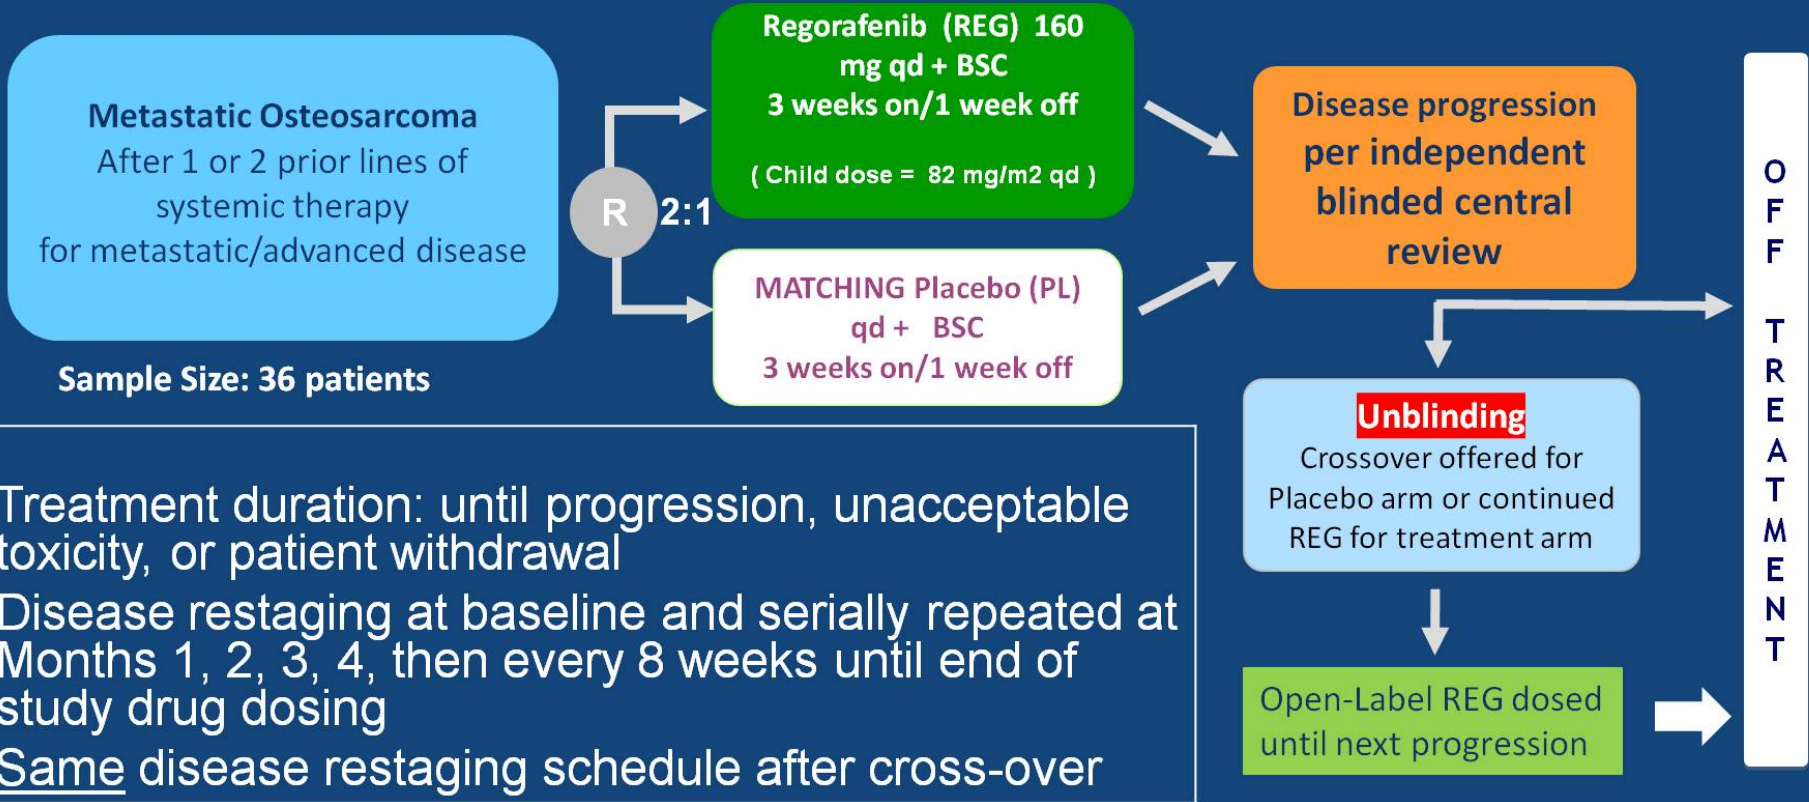 Metastatic Osteosarcoma
After 1 or 2 prior lines of
systemic therapy
for metastatic/advanced disease
Sample Size: 36 patients
R 2:1
Regorafenib (REG) 160
mg qd + BSC
3 weeks on/1 week off
( Child dose = 82 mg/m2 qd )
MATCHING Placebo (PL)
qd + BSC
3 weeks on/1 week off
Disease progression
per independent
blinded central
review
Unblinding
Crossover offered for
Placebo arm or continued
REG for treatment arm
Open-Label REG dosed
until next progression
OFF TREATMENT
Treatment duration: until progression, unacceptable
toxicity, or patient withdrawal
Disease restaging at baseline and serially repeated at
Months 1, 2, 3, 4, then every 8 weeks until end of
study drug dosing
Same disease restaging schedule after cross-over